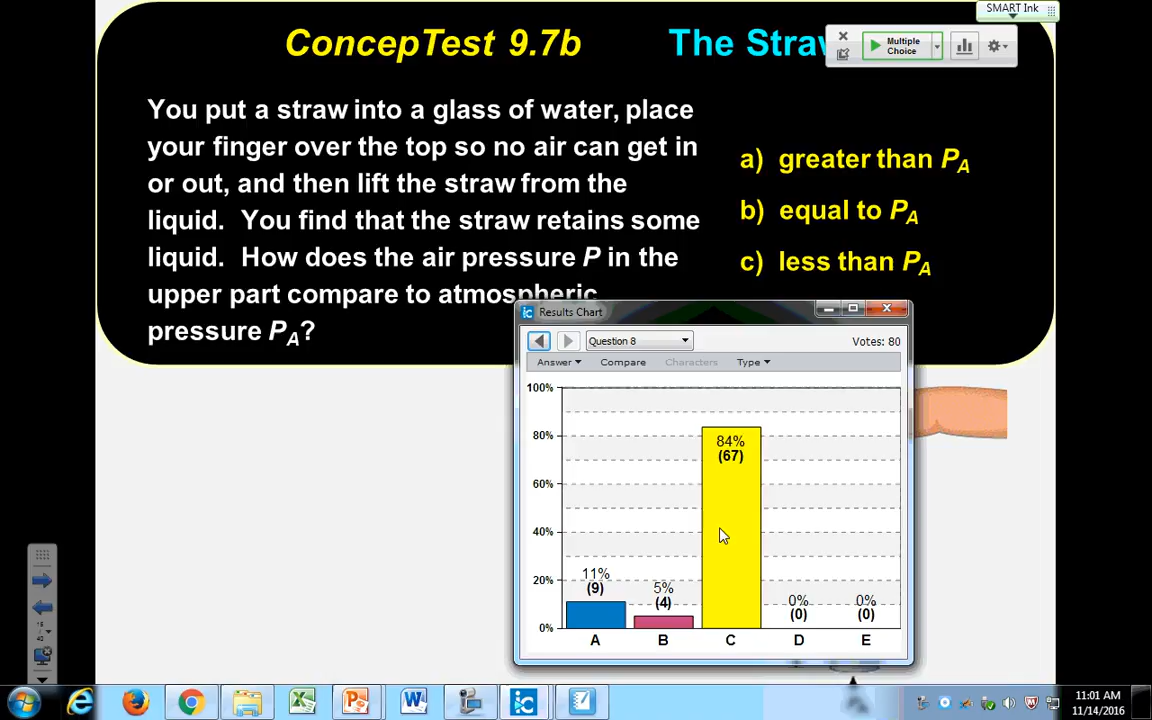 SMART Ink
ConcepTest 9.7b
The Straw
Multiple
Choice
You put a straw into a glass of water, place
your finger over the top so no air can get in
or out, and then lift the straw from the
liquid. You find that the straw retains some
liquid. How does the air pressure P in the
upper part compare to atmospheric
pressure PA?
a) greater than PA
b) equal to PA
c) less than PA
Results Chart
Question 8
Votes: 80
Answer
Compare
Characters
Type
100%
80%
60%
40%
20%
0%
84%
(67)
11%
(9)
5%
(4)
0%
(0)
0%
(0)
A B C D E
11:01 AM
11/14/2016